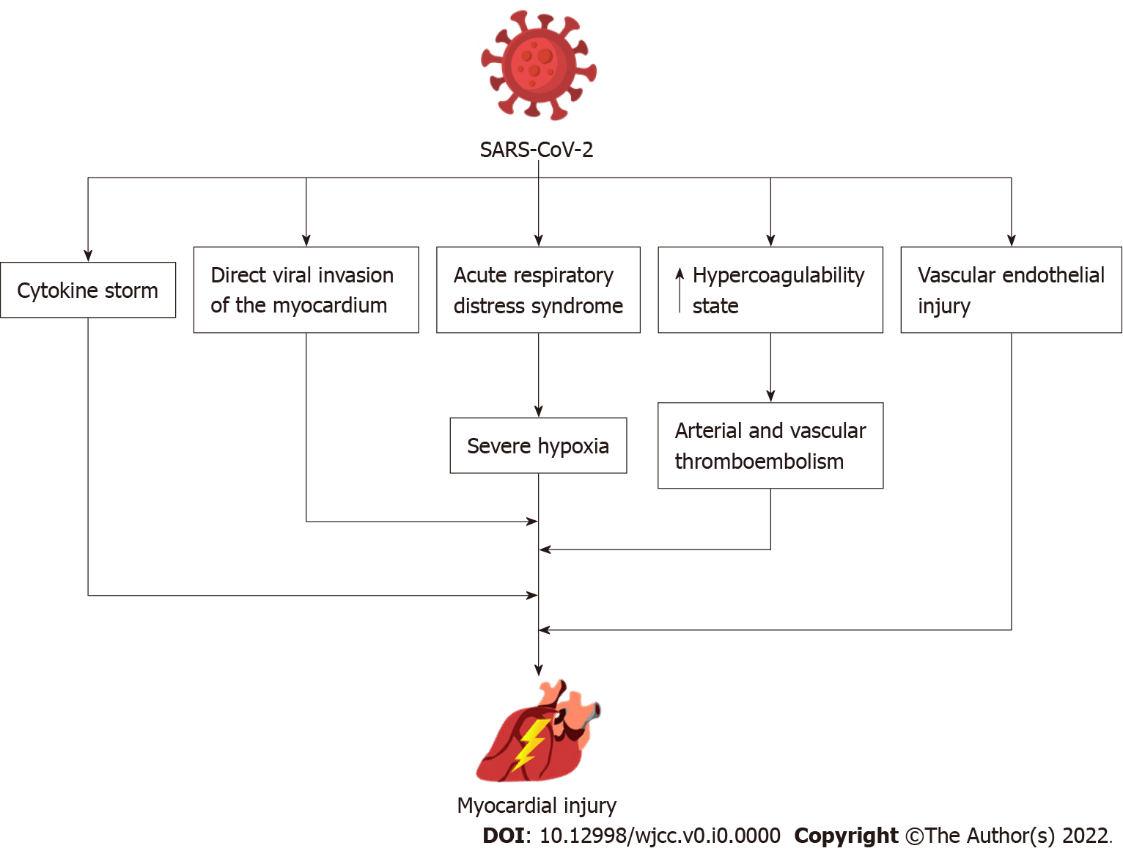 SARS-CoV-2
Cytokine storm
Direct viral invasion
of the myocardium
Acute respiratory
distress syndrome
Hypercoagulability
state
Vascular endothelial
injury
Severe hypoxia
Arterial and vascular
thromboembolism
Myocardial injury
DOI: 10.12998/wjcc.v0.i0.0000 Copyright ©The Author(s) 2022.